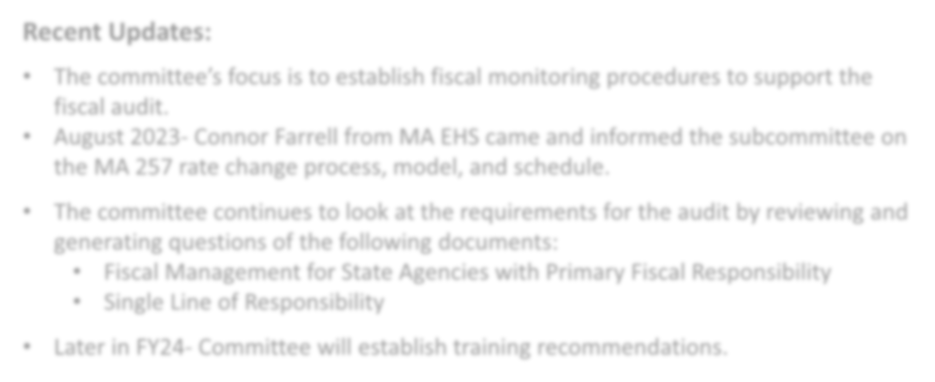 Recent Updates:
• The committee's focus is to establish fiscal monitoring procedures to support the
fiscal audit.
• August 2023- Connor Farrell from MA EHS came and informed the subcommittee on
the MA 257 rate change process, model, and schedule.
• The committee continues to look at the requirements for the audit by reviewing and
generating questions of the following documents:
• Fiscal Management for State Agencies with Primary Fiscal Responsibility
• Single Line of Responsibility
• Later in FY24- Committee will establish training recommendations.